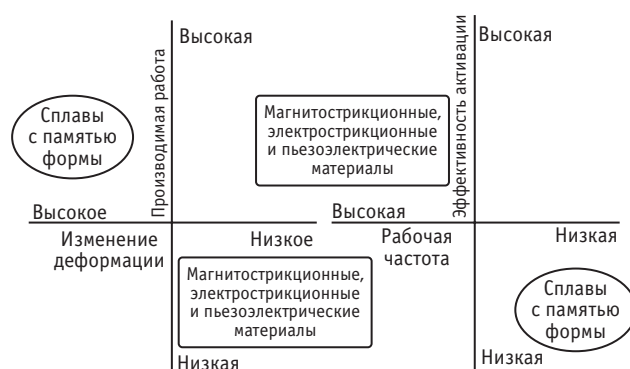 Высокая
Производимая работа
Сплавы
с памятью
формы
Высокое
Изменение
деформации
Низкое
Магнитострикционные,
электрострикционные
и пьезоэлектрические
материалы
Низкая
Высокая
Эффективность активации
Магнитострикционные,
электрострикционные
и пьезоэлектрические
материалы
Высокая
Рабочая
частота
Низкая
Сплавы
с памятью
формы
Низкая